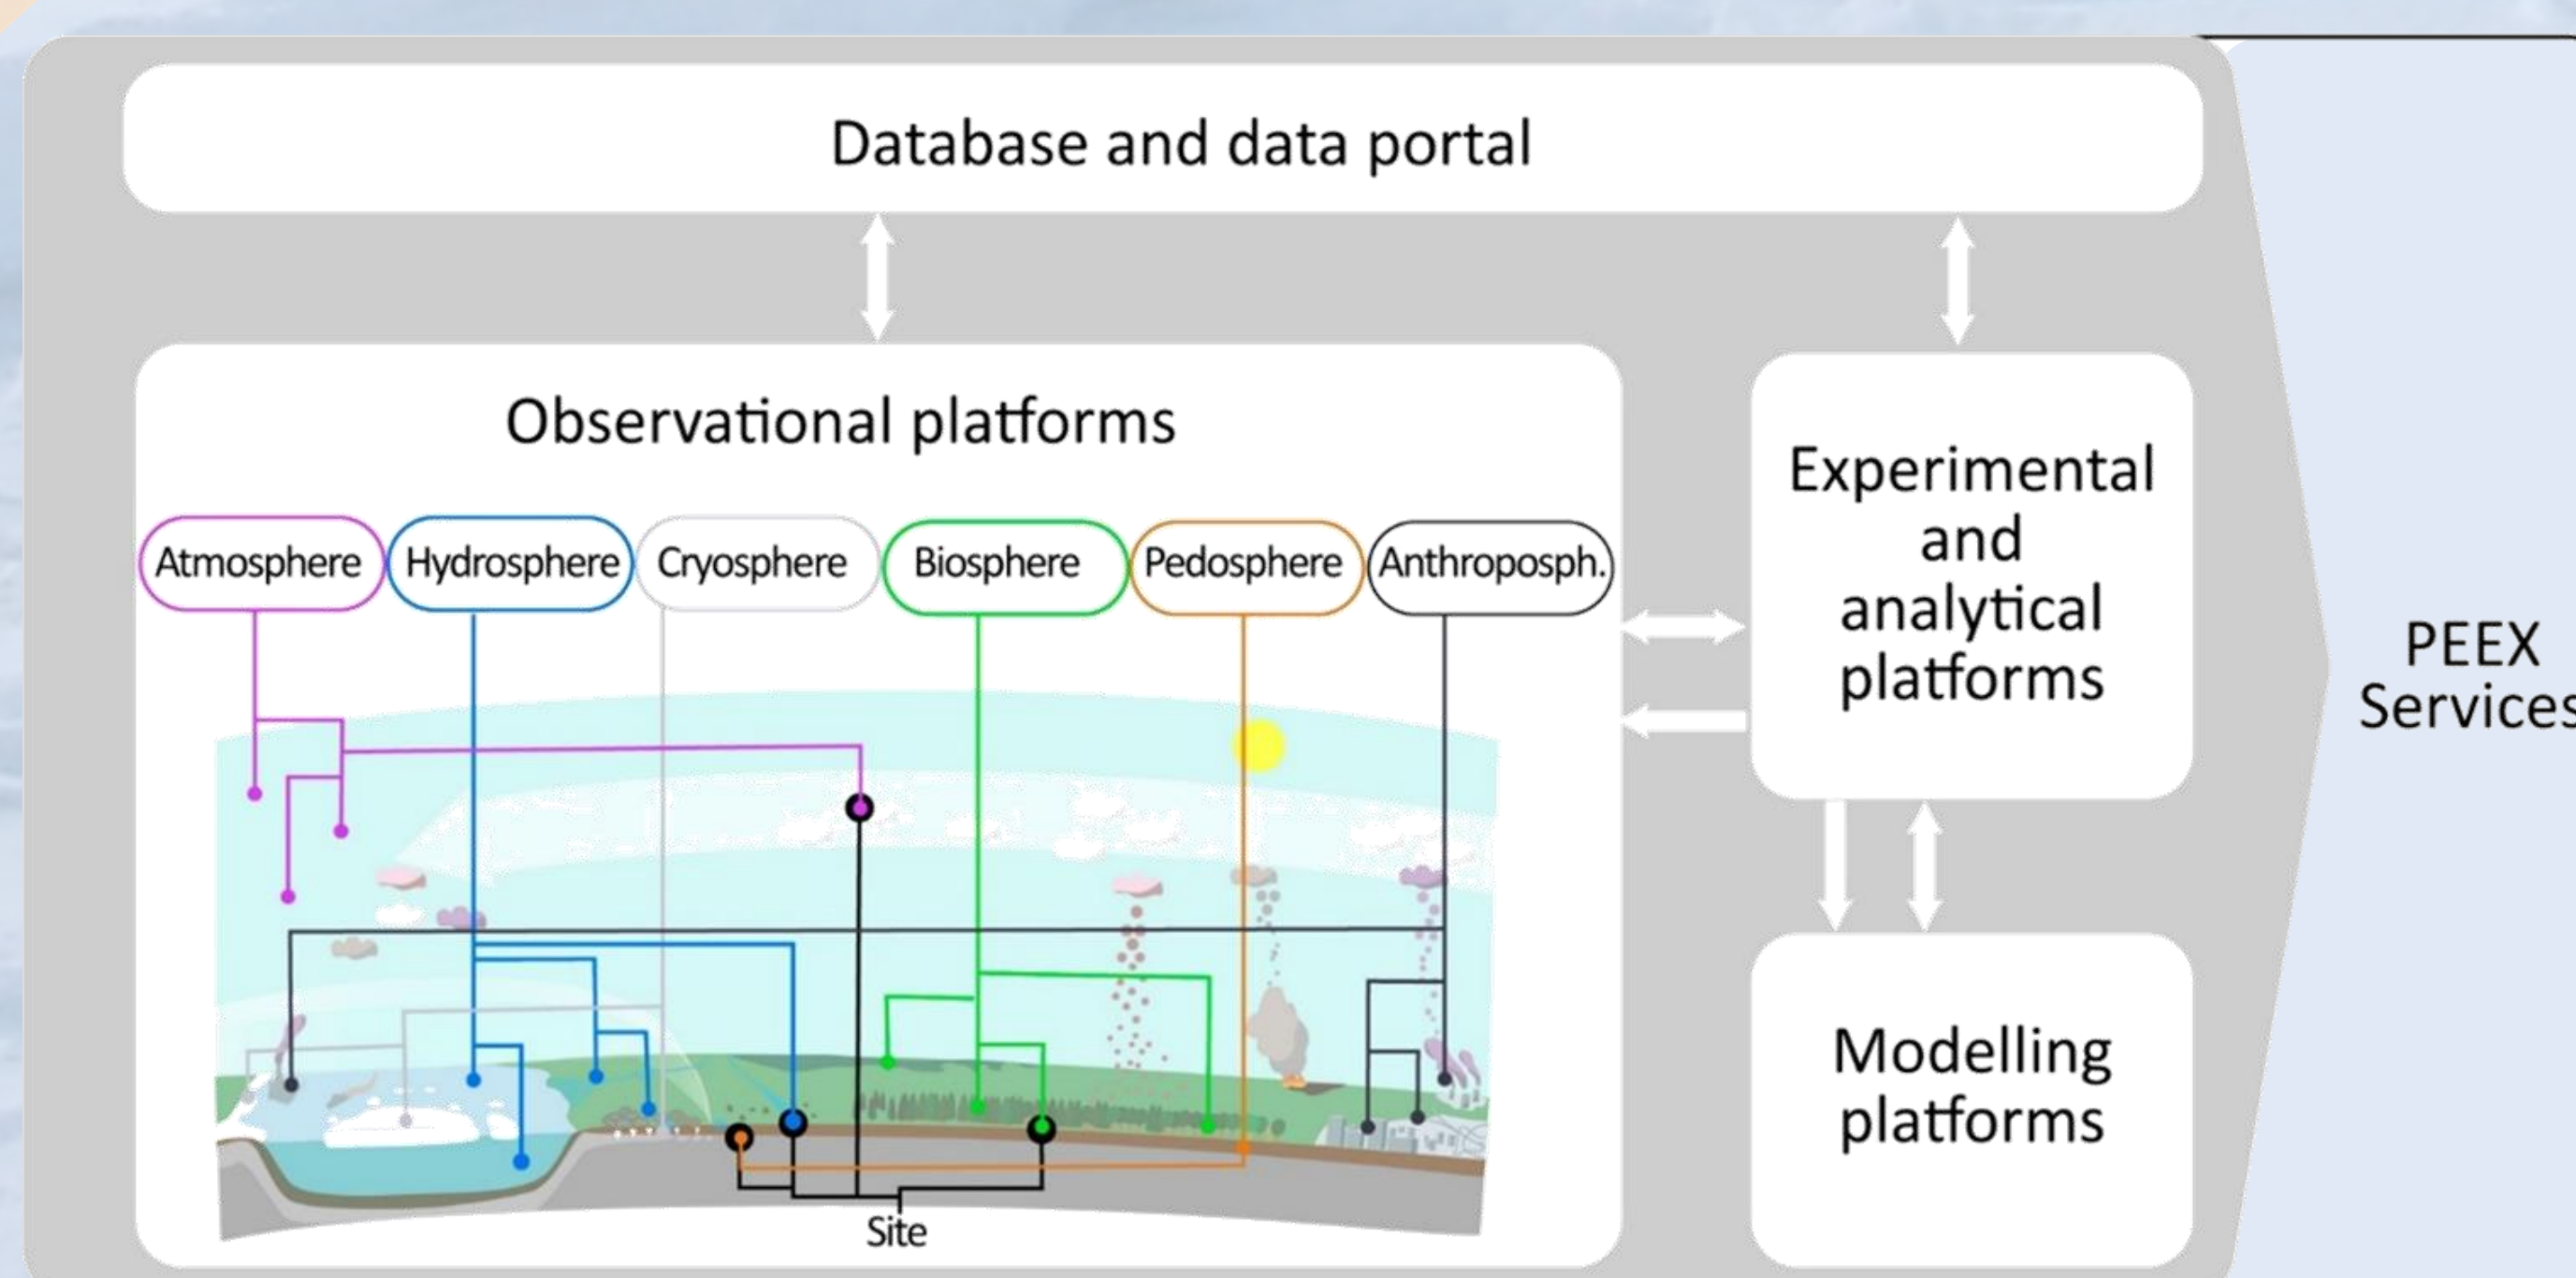 Database and data portal
Observational platforms
Atmosphere
Hydrosphere
Cryosphere
Biosphere
Pedosphere
Anthroposph.
Site
Experimental
and
analytical
platforms
Modelling
platforms
PEEX
Services